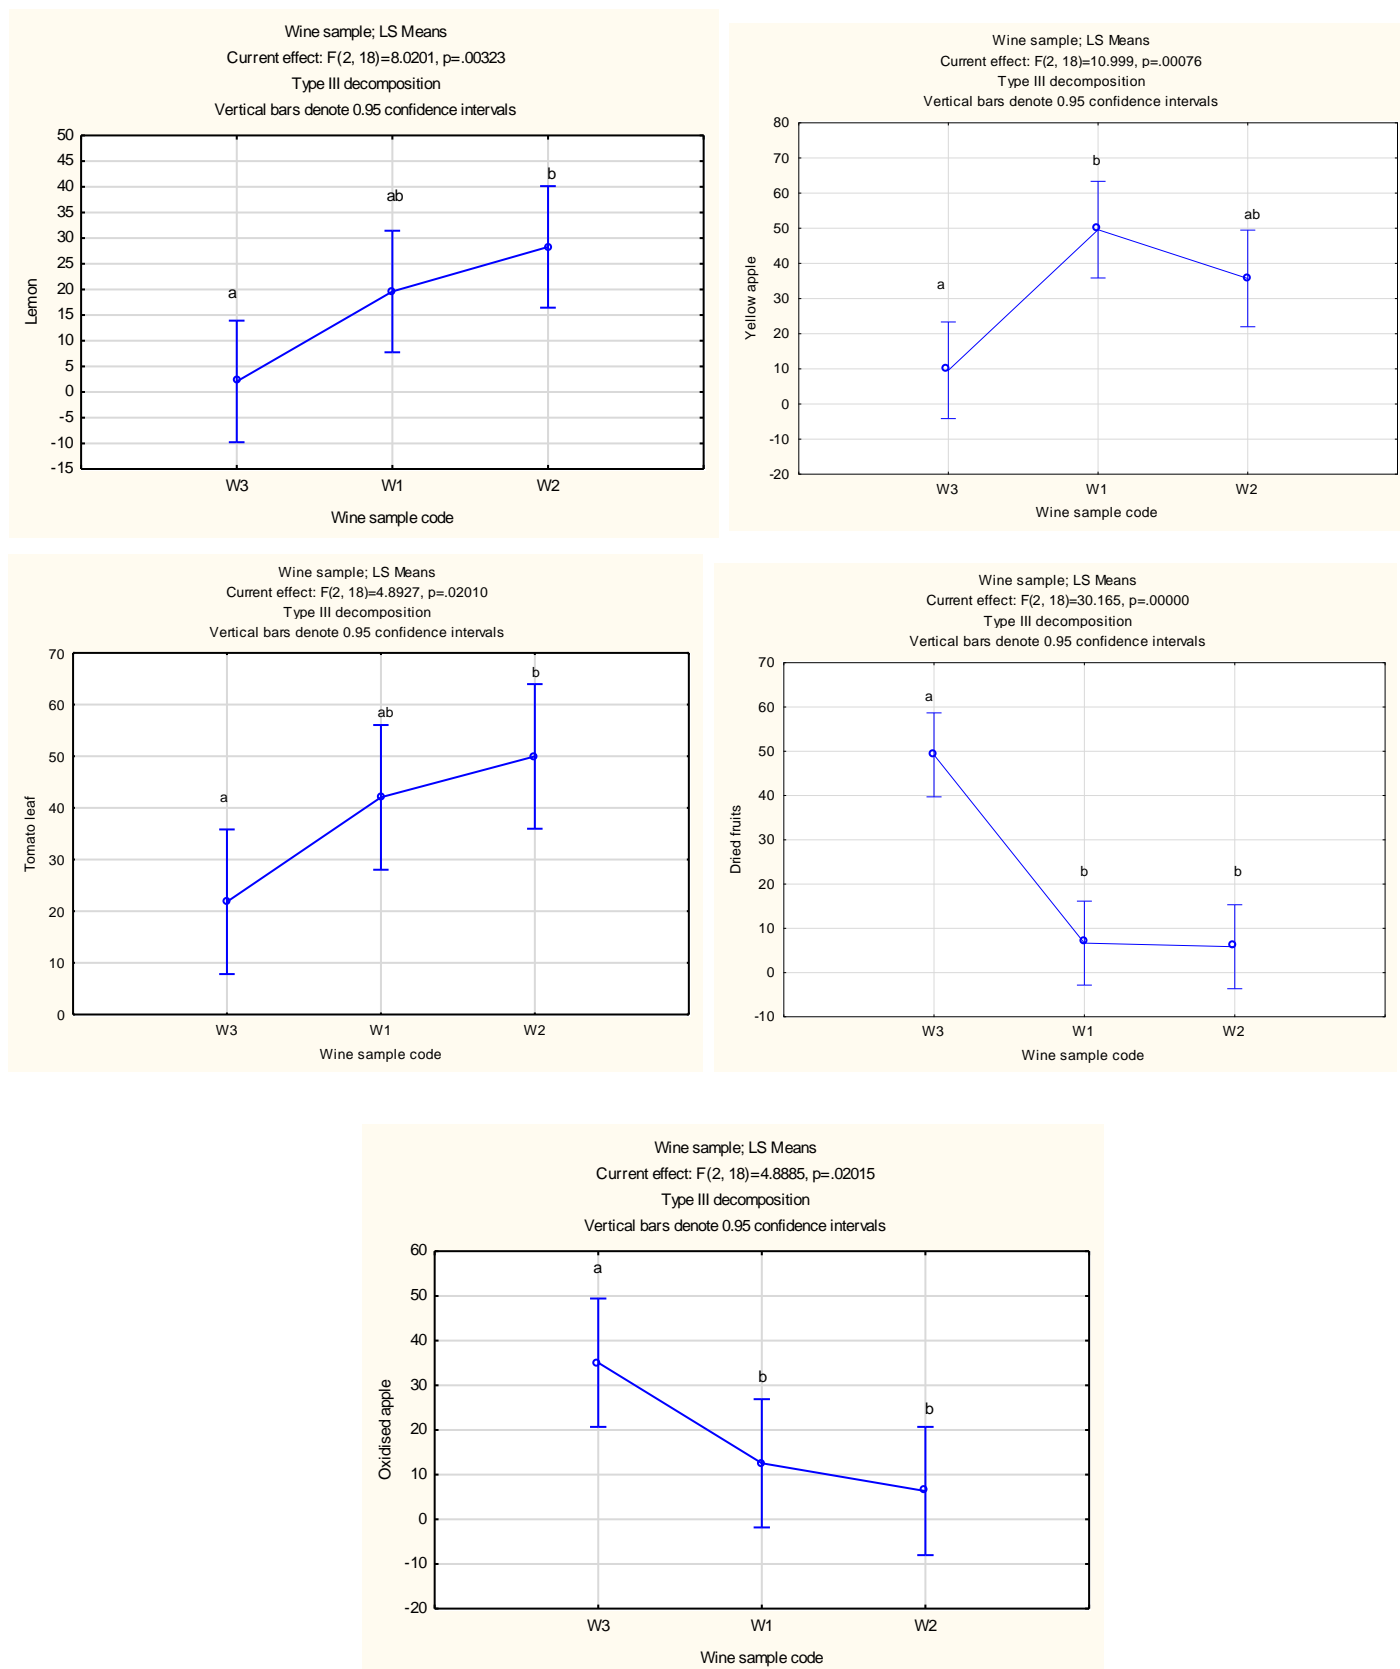 Wine sample; LS Means
Current effect: F(2, 18)=8.0201, p=.00323
Type III decomposition
Vertical bars denote 0.95 confidence intervals
50
45
40
35
30
25
20
15
10
5
0
-5
-10
-15
Lemon
a
ab
b
W3 W1 W2
Wine sample code
Wine sample; LS Means
Current effect: F(2, 18)=10.999, p=.00076
Type III decomposition
Vertical bars denote 0.95 confidence intervals
80
70
60
50
40
30
20
10
0
-10
-20
Yellow apple
a
b
ab
W3 W1 W2
Wine sample code
Wine sample; LS Means
Current effect: F(2, 18)=4.8927, p=.02010
Type III decomposition
Vertical bars denote 0.95 confidence intervals
70
60
50
40
30
20
10
0
Tomato leaf
a
ab
b
W3 W1 W2
Wine sample code
Wine sample; LS Means
Current effect: F(2, 18)=30.165, p=.00000
Type III decomposition
Vertical bars denote 0.95 confidence intervals
70
60
50
40
30
20
10
0
-10
Dried fruits
a
b
b
W3 W1 W2
Wine sample code
Wine sample; LS Means
Current effect: F(2, 18)=4.8885, p=.02015
Type III decomposition
Vertical bars denote 0.95 confidence intervals
60
50
40
30
20
10
0
-10
-20
Oxidised apple
a
b
b
W3 W1 W2
Wine sample code